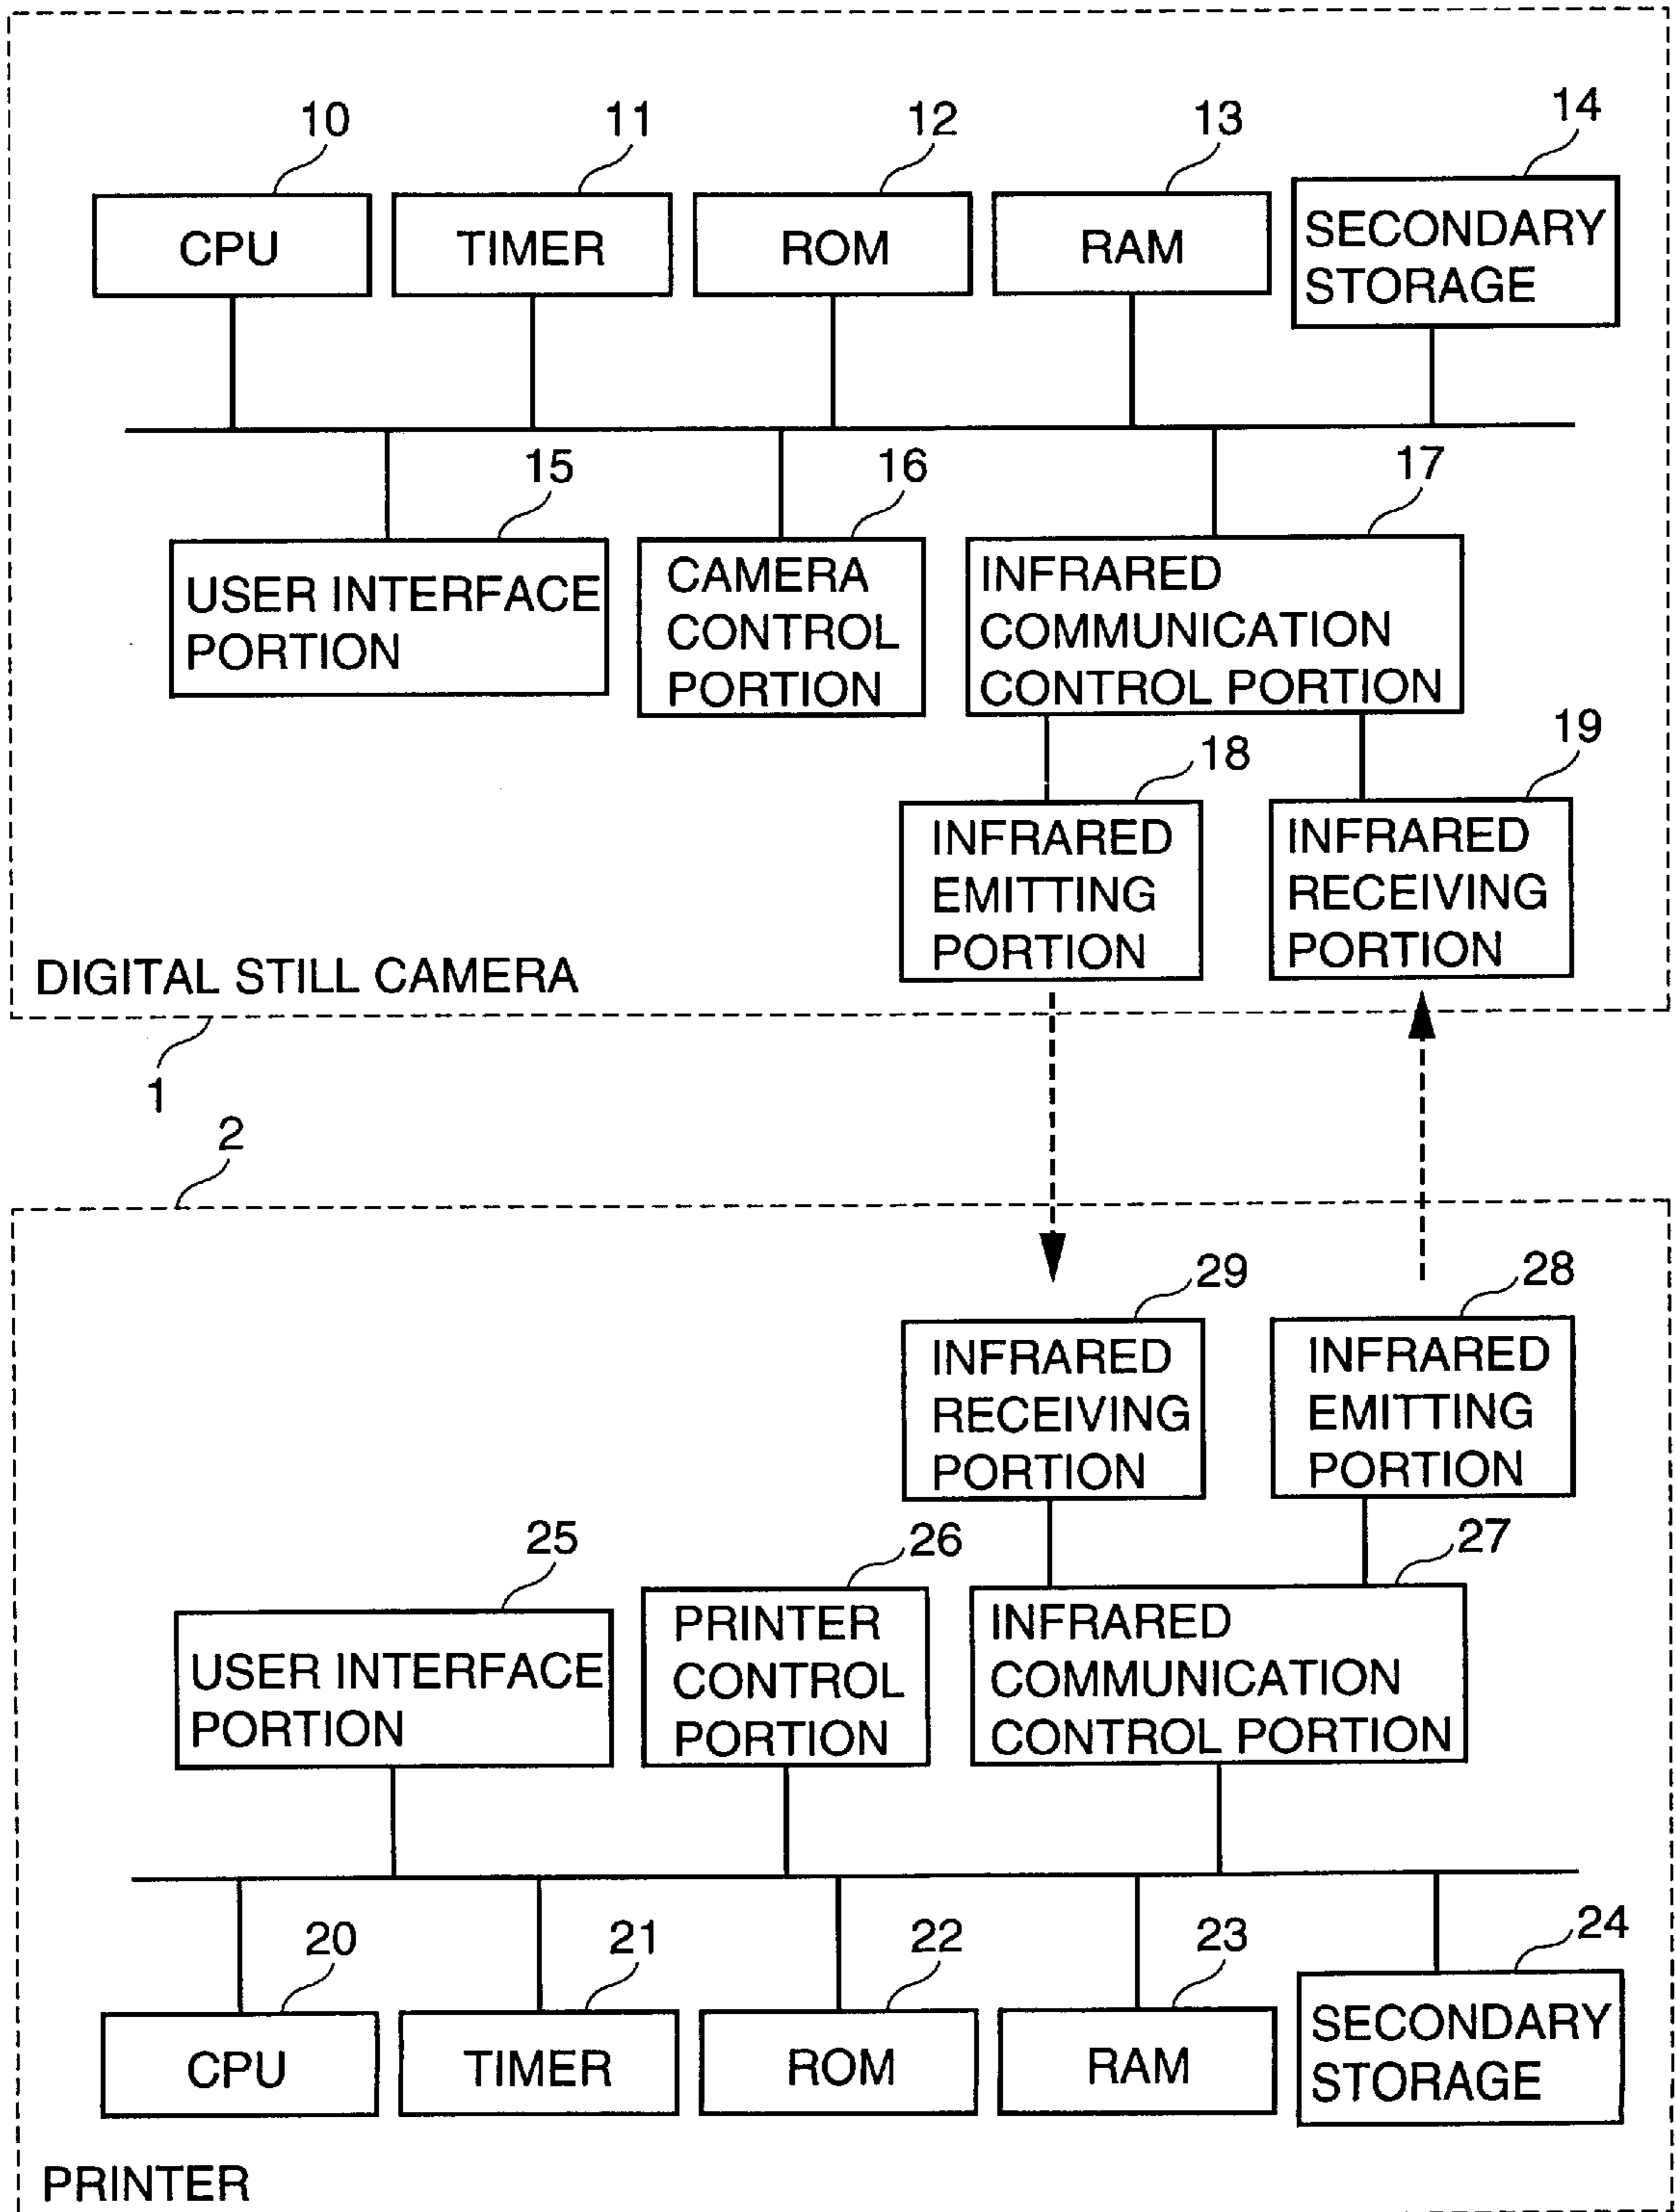 10
11
12
13
14
CPU
TIMER
ROM
RAM
SECONDARY
STORAGE
15
16
17
USER INTERFACE
PORTION
CAMERA
CONTROL
PORTION
INFRARED
COMMUNICATION
CONTROL PORTION
18
19
INFRARED
EMITTING
PORTION
INFRARED
RECEIVING
PORTION
DIGITAL STILL CAMERA
1
2
29
28
INFRARED
RECEIVING
PORTION
INFRARED
EMITTING
PORTION
25
26
27
USER INTERFACE
PORTION
PRINTER
CONTROL
PORTION
INFRARED
COMMUNICATION
CONTROL PORTION
20
21
22
23
24
CPU
TIMER
ROM
RAM
SECONDARY
STORAGE
PRINTER